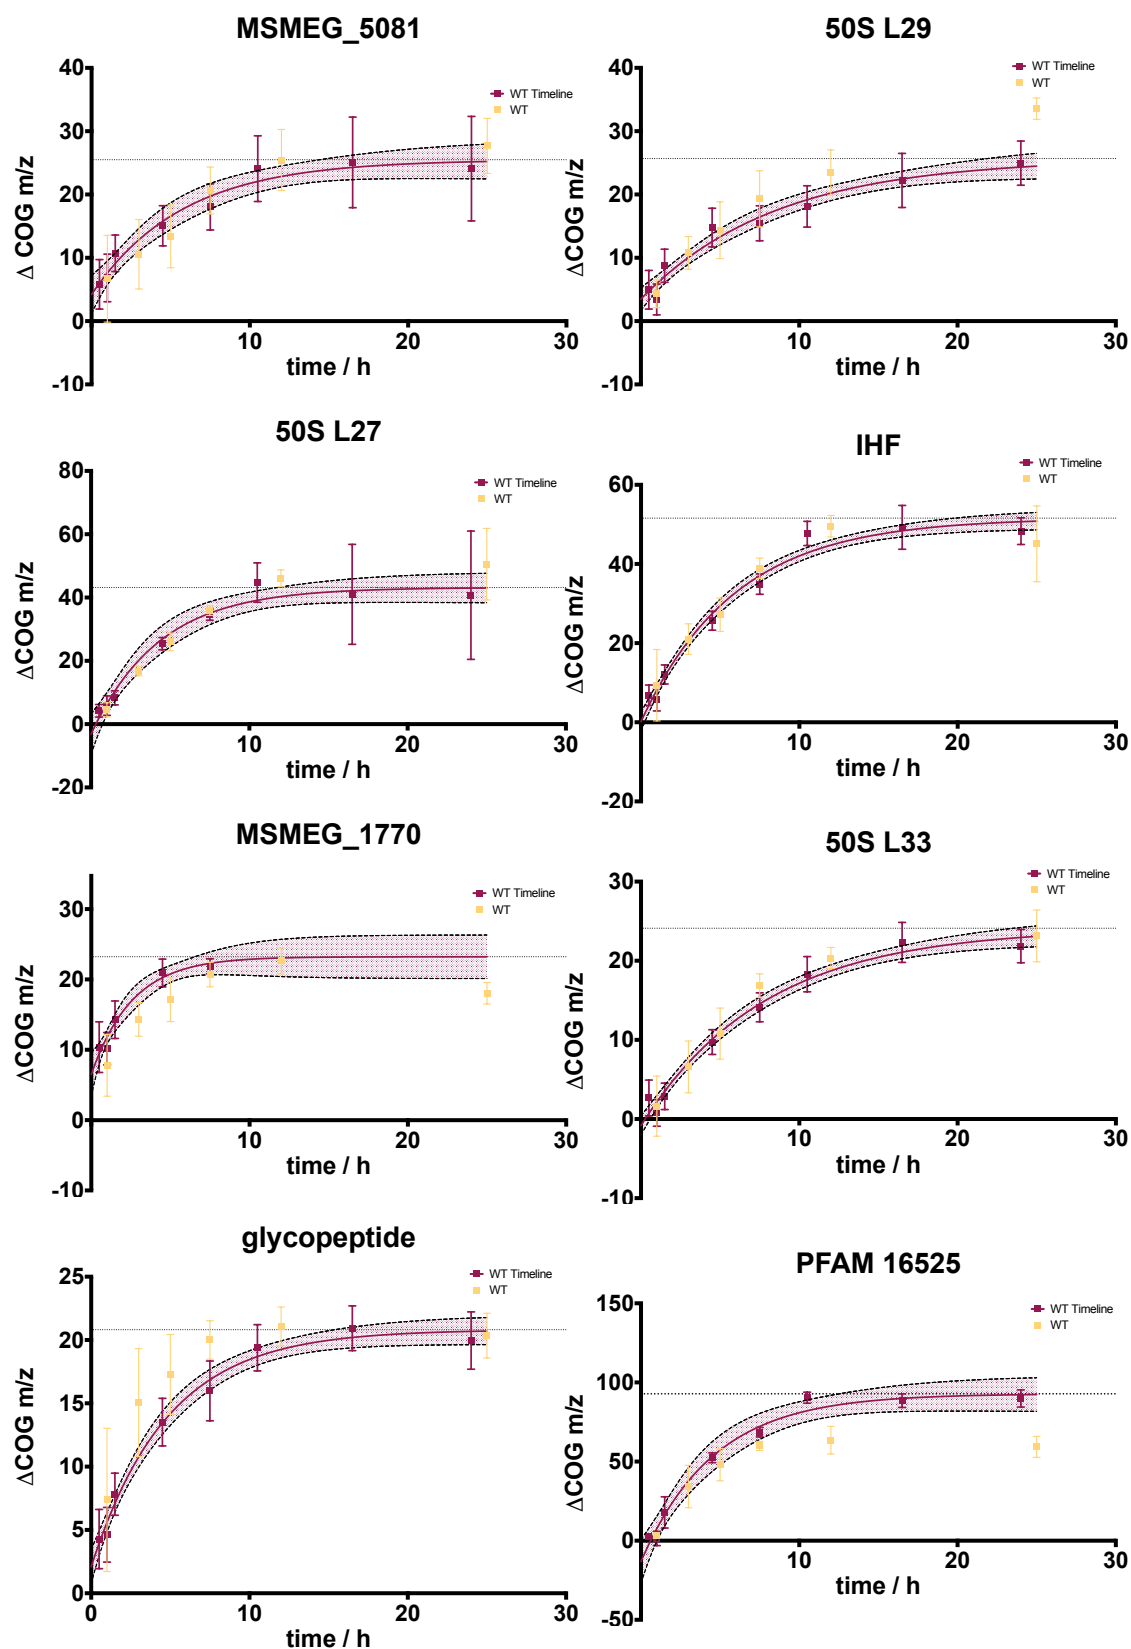 MSMEG_5081
40
30
20
10
0
-10
10
20
30
Δ COG m/z
time / h
WT Timeline
WT
50S L29
40
30
20
10
0
-10
10
20
30
ΔCOG m/z
time / h
WT Timeline
WT
50S L27
80
60
40
20
0
-20
10
20
30
ΔCOG m/z
time / h
WT Timeline
WT
IHF
60
40
20
0
-20
10
20
30
ΔCOG m/z
time / h
WT Timeline
WT
MSMEG_1770
30
20
10
0
-10
10
20
30
ΔCOG m/z
time / h
WT Timeline
WT
50S L33
30
20
10
0
-10
10
20
30
ΔCOG m/z
time / h
WT Timeline
WT
glycopeptide
25
20
15
10
5
0
0
10
20
30
ΔCOG m/z
time / h
WT Timeline
WT
PFAM 16525
150
100
50
0
-50
10
20
30
ΔCOG m/z
time / h
WT Timeline
WT